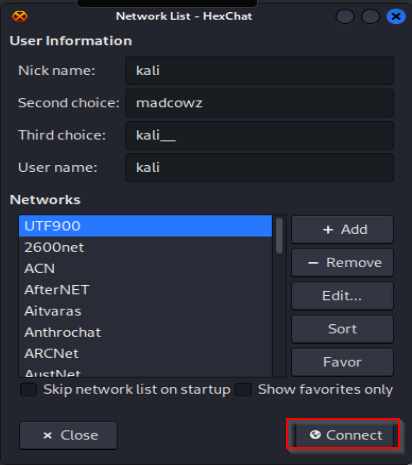 Network List - HexChat
User Information
Nick name: kali
Second choice: madcowz
Third choice: kali__
User name: kali
Networks
UTF900
+ Add
2600net
ACN
− Remove
AfterNET
Edit...
Aitvaras
Anthrochat
Sort
ARCNet
Favor
AustNet
Skip network list on startup Show favorites only
× Close Connect